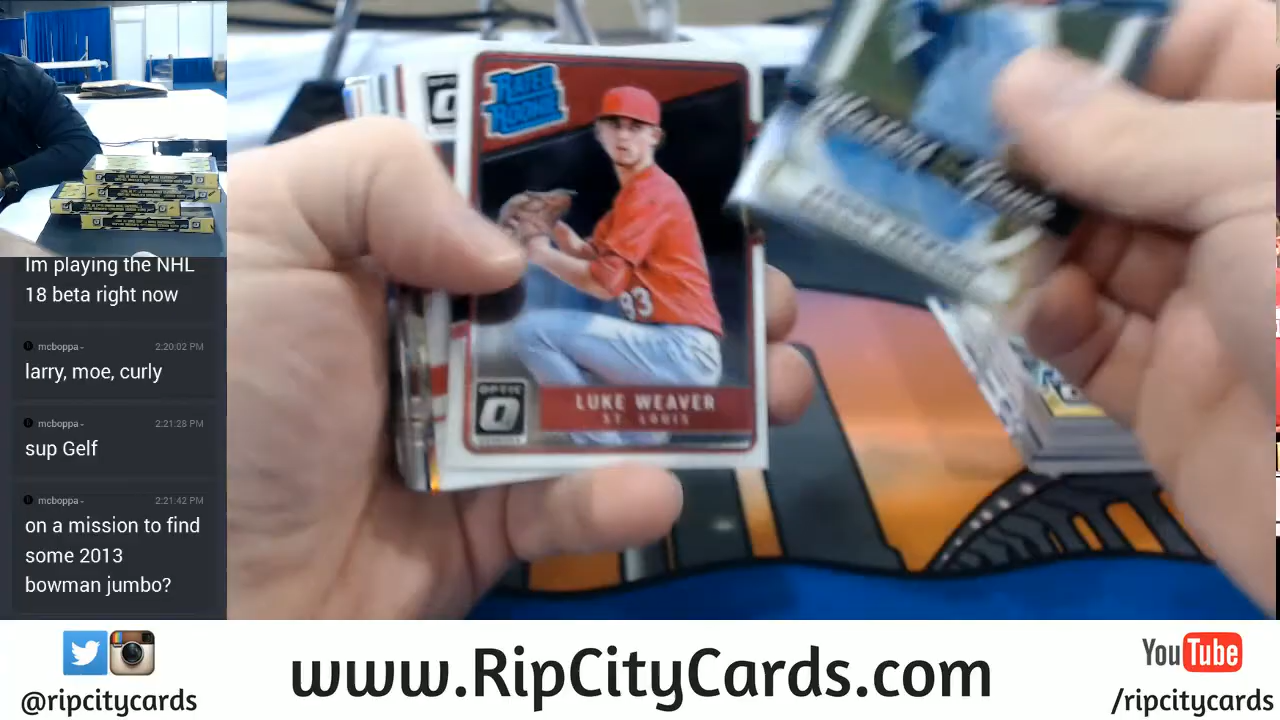 Im playing the NHL
18 beta right now
mcboppa- 2:20:02 PM
larry, moe, curly
mcboppa- 2:21:28 PM
sup Gelf
mcboppa- 2:21:42 PM
on a mission to find
some 2013
bowman jumbo?
RATED
ROOKIE
93
OPTIC
LUKE WEAVER
ST. LOUIS
www.RipCityCards.com
@ripcitycards
YouTube
/ripcitycards